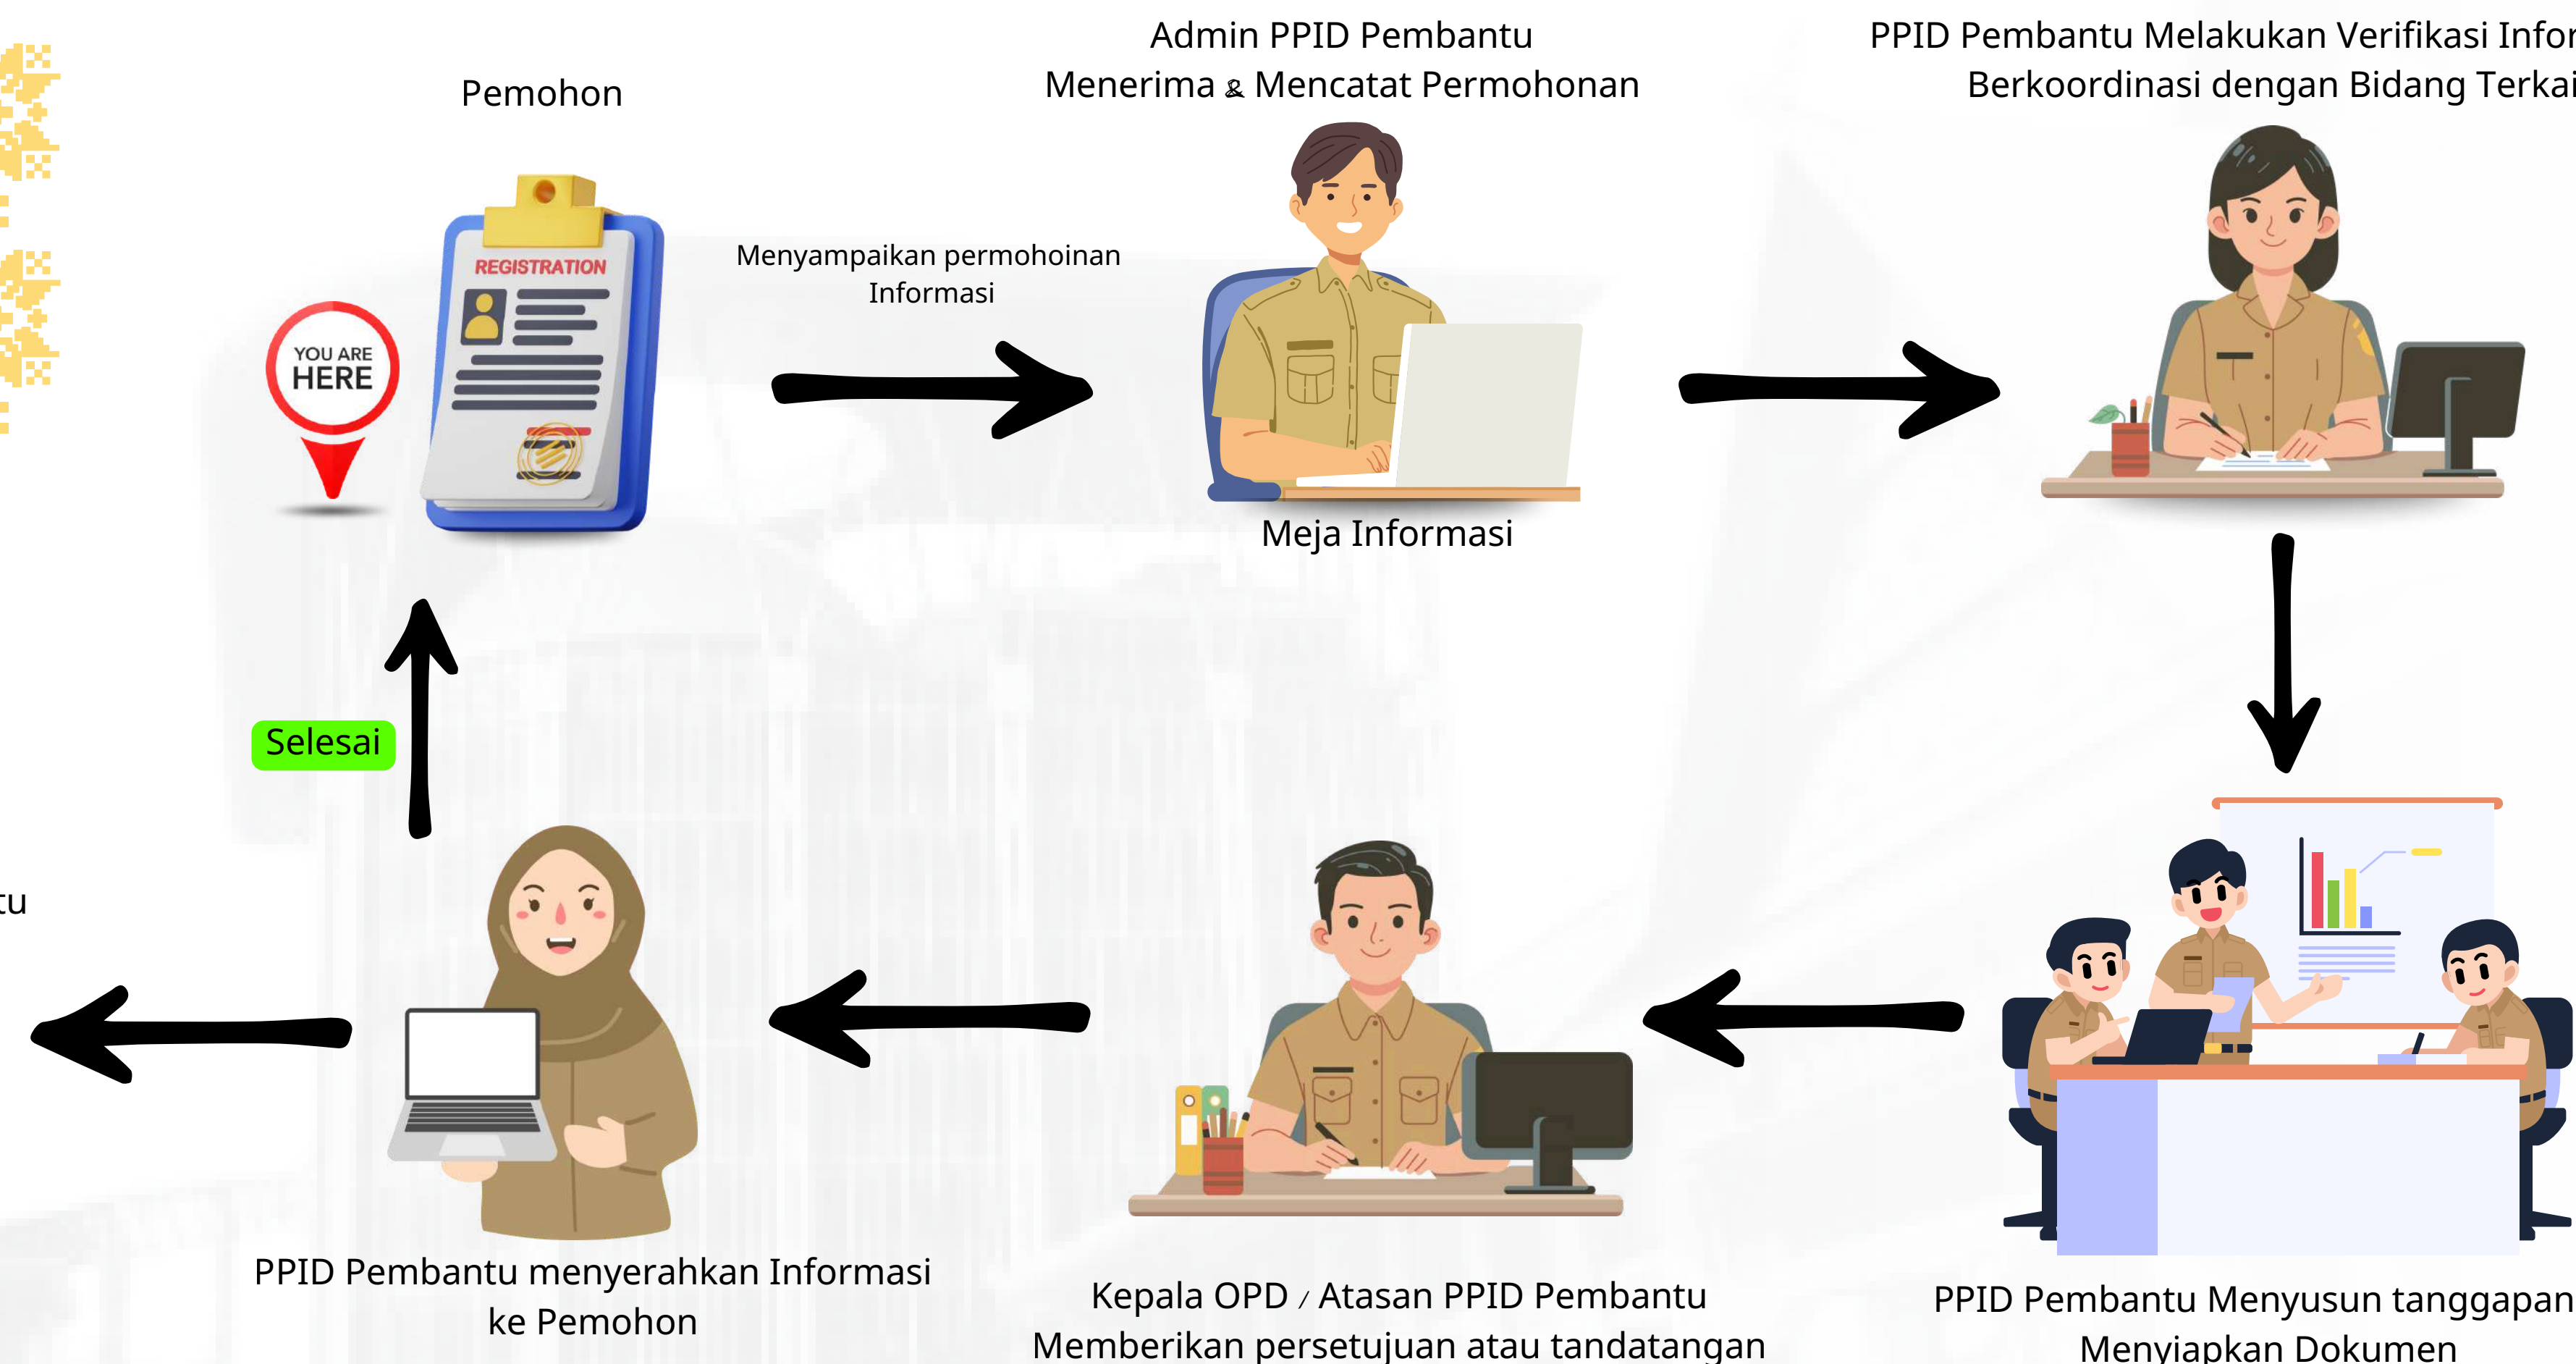 Pemohon
Admin PPID Pembantu
Menerima & Mencatat Permohonan
PPID Pembantu Melakukan Verifikasi
Berkoordinasi dengan Bidang
REGISTRATION
YOU ARE
HERE
Menyampaikan permohoinan
Informasi
Meja Informasi
Selesai
PPID Pembantu menyerahkan Informasi
ke Pemohon
Kepala OPD / Atasan PPID Pembantu
Memberikan persetujuan atau tandatangan
PPID Pembantu Menyusun tanggapan
Menyiapkan Dokumen